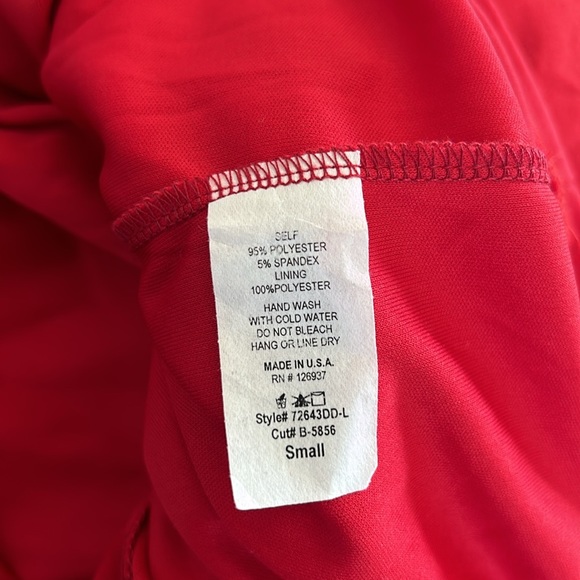 SELF
95% POLYESTER
5% SPANDEX
LINING
100%POLYESTER
HAND WASH
WITH COLD WATER
DO NOT BLEACH
HANG OR LINE DRY
MADE IN U.S.A.
RN # 126937
Style# 72643DD-L
Cut# B-5856
Small